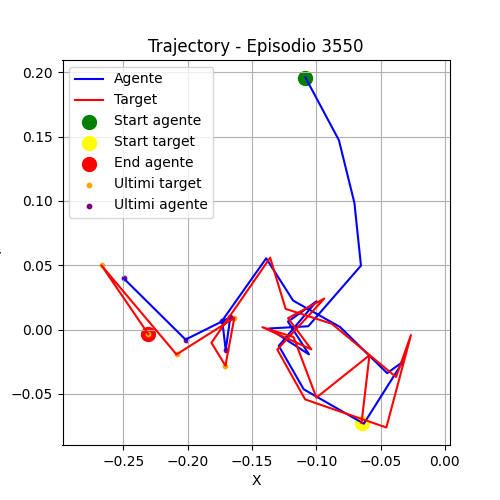 Trajectory - Episodio 3550
Agente
Target
Start agente
Start target
End agente
Ultimi target
Ultimi agente
0.20
0.15
0.10
0.05
0.00
−0.05
−0.25
−0.20
−0.15
−0.10
−0.05
0.00
X